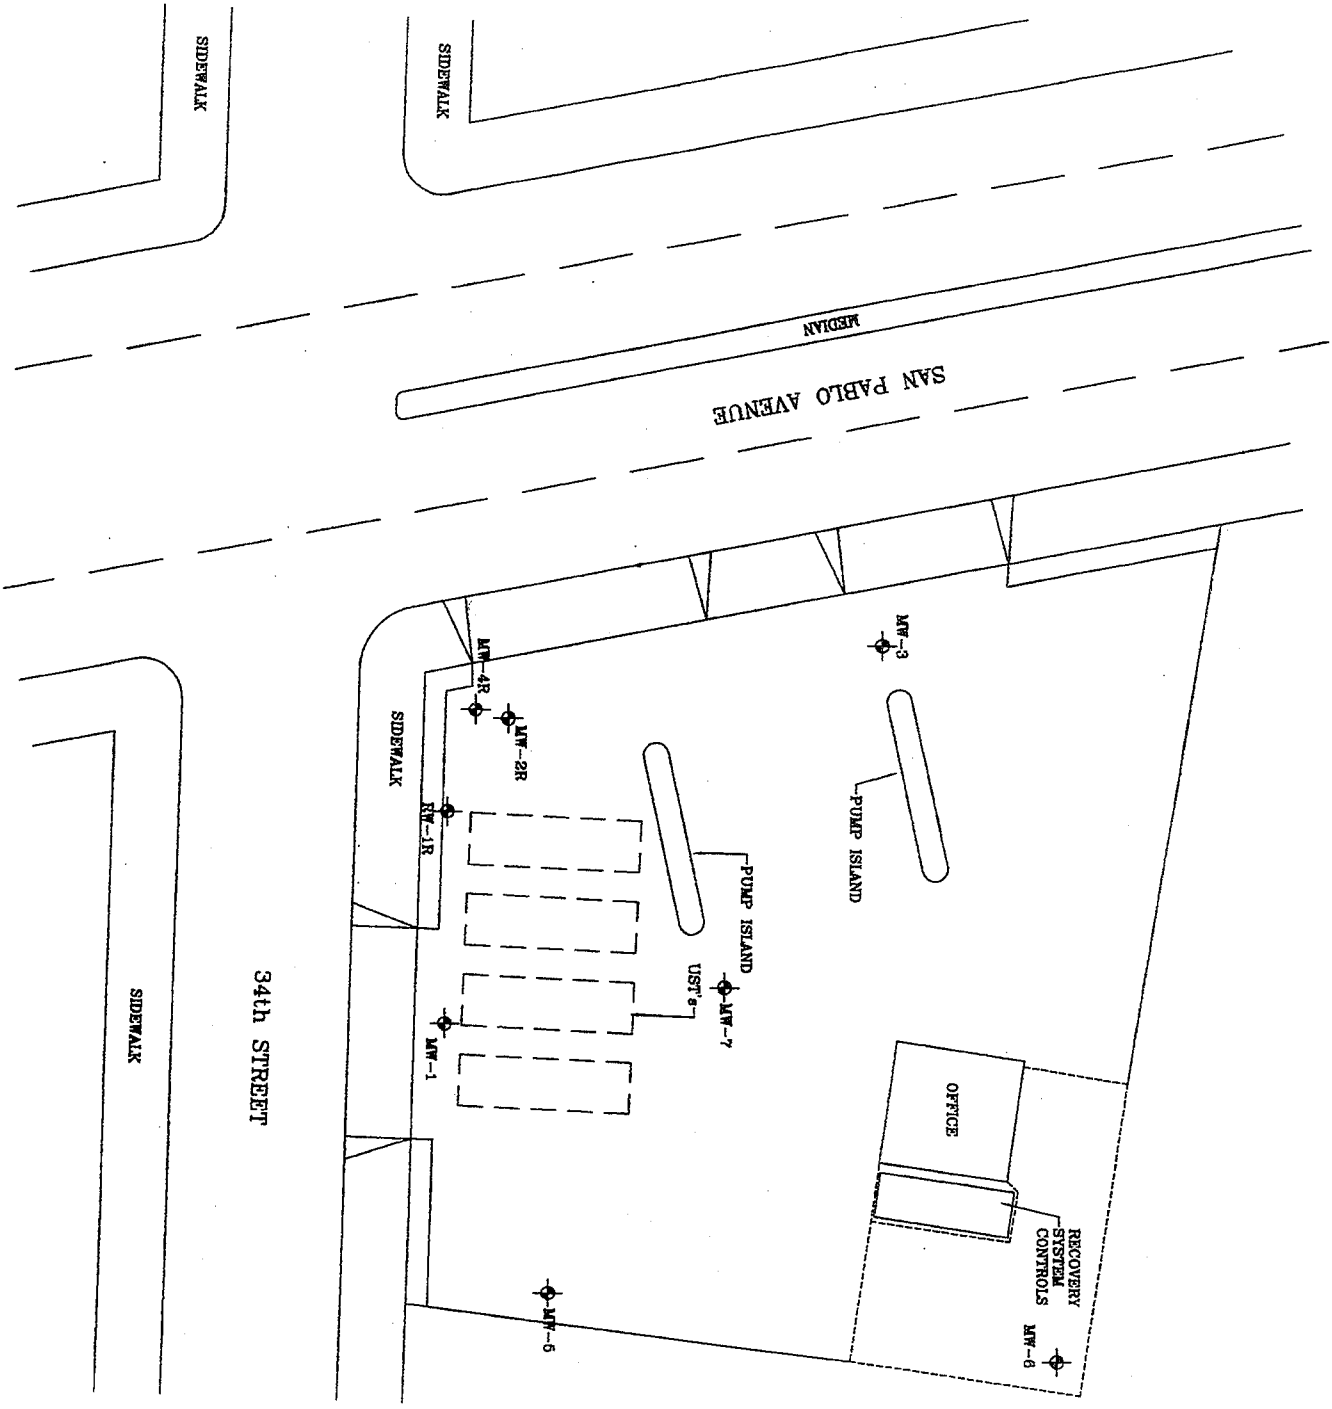 SIDEWALK
SIDEWALK
MEDIAN
SAN PABLO AVENUE
MW-3
MW-4R
MW-2R
SIDEWALK
RW-1R
PUMP ISLAND
PUMP ISLAND
UST's
MW-7
MW-1
34th STREET
SIDEWALK
OFFICE
RECOVERY
SYSTEM
CONTROLS
MW-6
MW-6